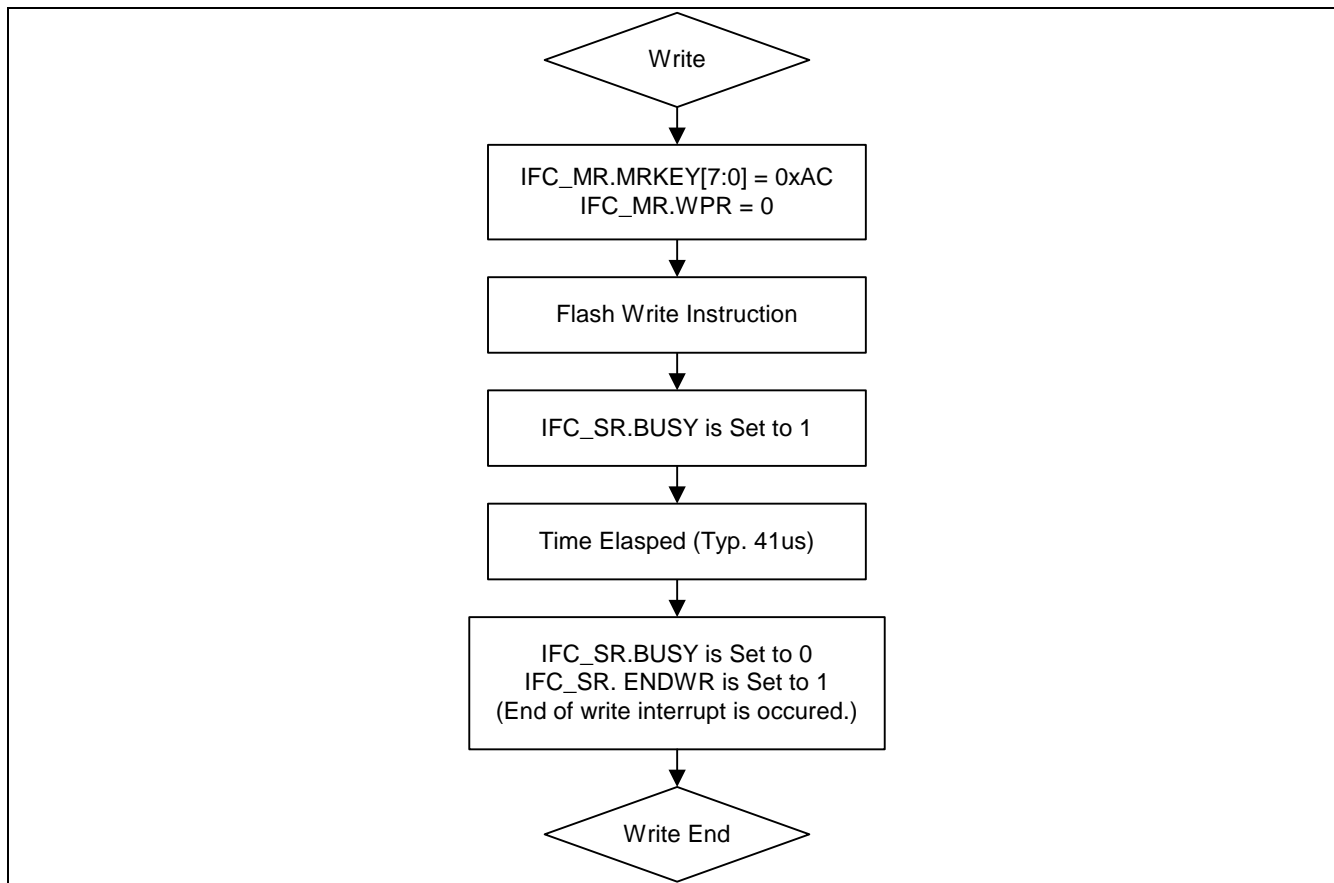 Write
IFC_MR.MRKEY[7:0] = 0xAC
IFC_MR.WPR = 0
Flash Write Instruction
IFC_SR.BUSY is Set to 1
Time Elasped (Typ. 41us)
IFC_SR.BUSY is Set to 0
IFC_SR. ENDWR is Set to 1
(End of write interrupt is occured.)
Write End